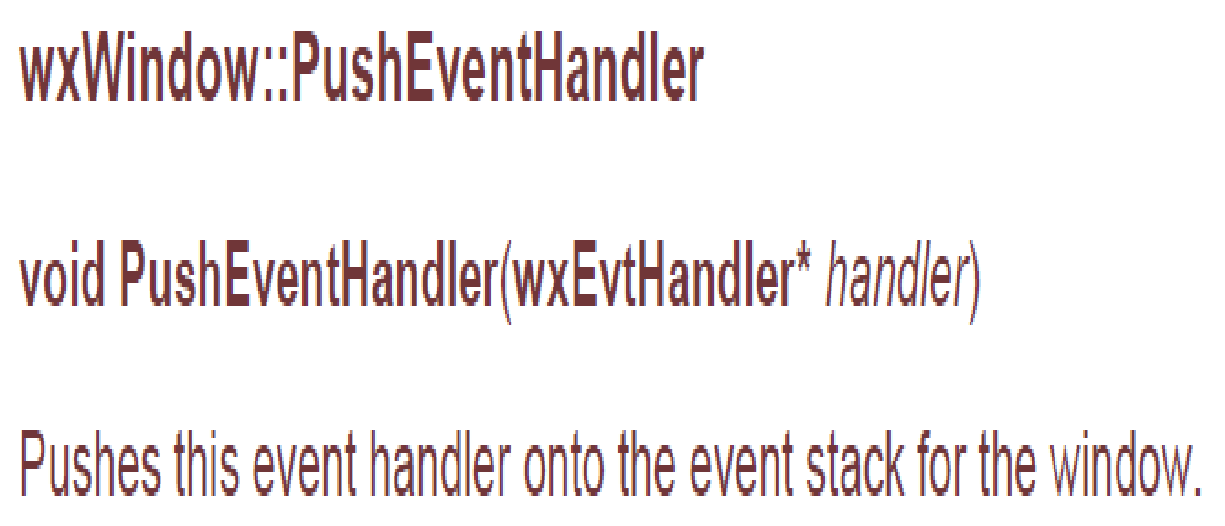 wxWindow::PushEventHandler
void PushEventHandler(wxEvtHandler* handler)
Pushes this event handler onto the event stack for the window.